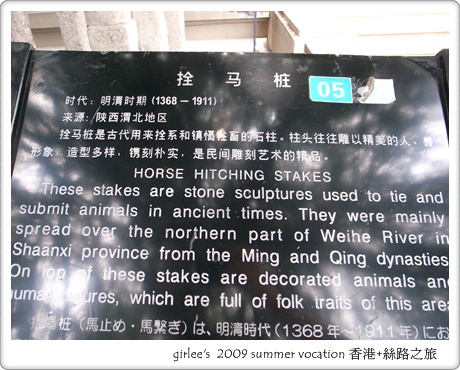 拴马桩
05
时代: 明清时期 (1368 — 1911)
来源: 陕西渭北地区
拴马桩是古代用来拴系和镇慑牲畜的石柱。柱头往往雕以精美的人、兽
形象, 造型多样, 镌刻朴实, 是民间雕刻艺术的精品。
HORSE HITCHING STAKES
These stakes are stone sculptures used to tie and
submit animals in ancient times. They were mainly
spread over the northern part of Weihe River in
Shaanxi province from the Ming and Qing dynasties.
On top of these stakes are decorated animals and
human figures, which are full of folk traits of this area
拴馬桩 (馬止め・馬繋ぎ) は、明清時代 (1368年～1911年) にお
girlee's 2009 summer vocation 香港+絲路之旅